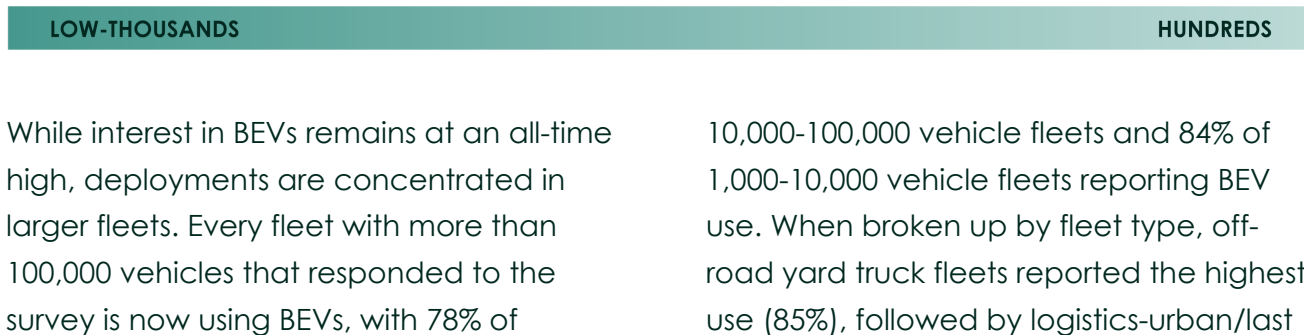 LOW-THOUSANDS
HUNDREDS
While interest in BEVs remains at an all-time
high, deployments are concentrated in
larger fleets. Every fleet with more than
100,000 vehicles that responded to the
survey is now using BEVs, with 78% of
10,000-100,000 vehicle fleets and 84% of
1,000-10,000 vehicle fleets reporting BEV
use. When broken up by fleet type, off-
road yard truck fleets reported the highest
use (85%), followed by logistics-urban/last